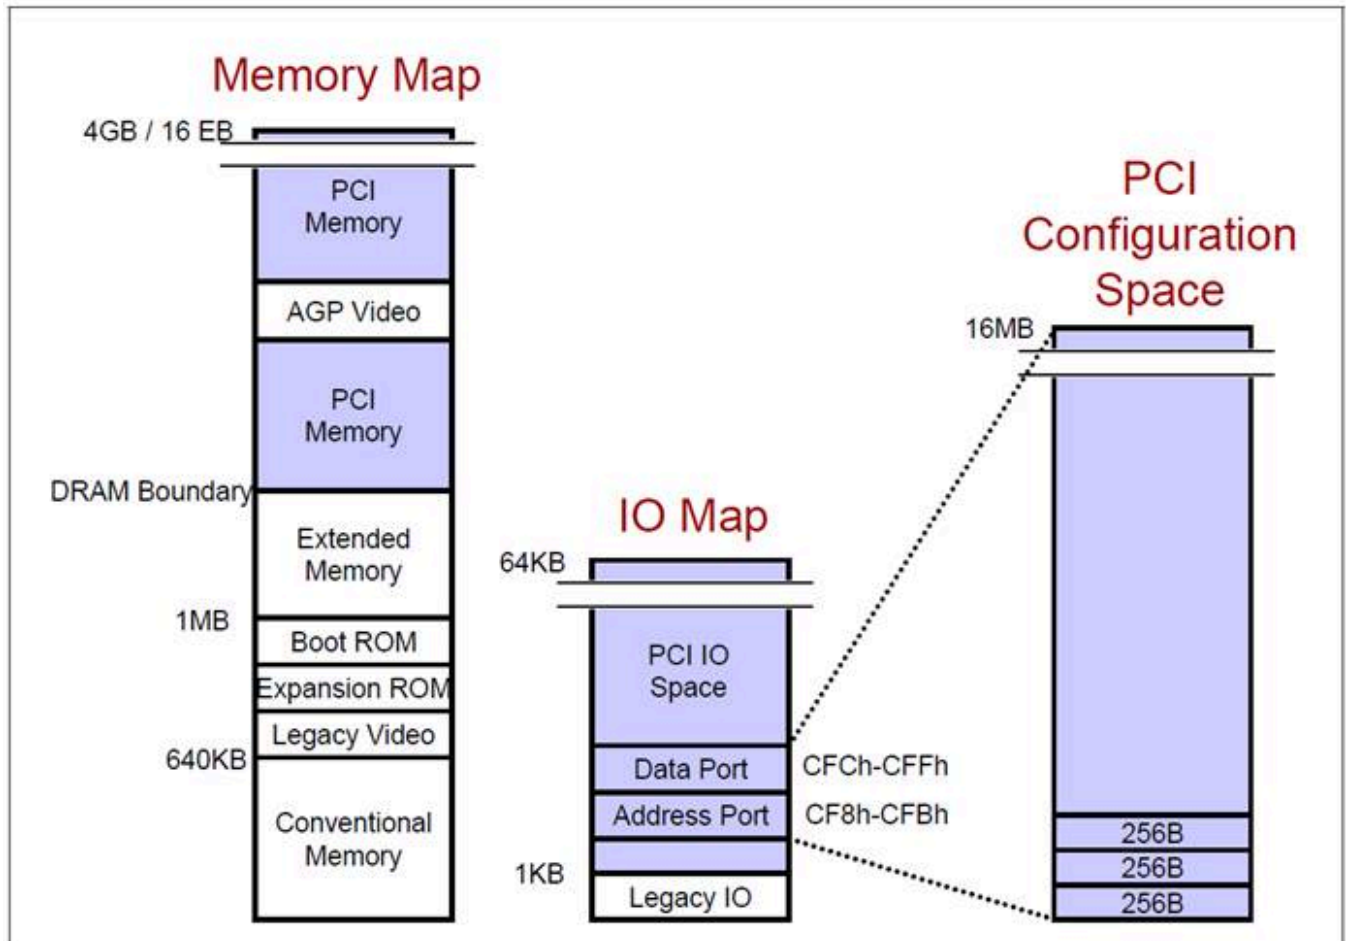 Memory Map
4GB / 16 EB
PCI
Memory
AGP Video
PCI
Memory
DRAM Boundary
Extended
Memory
1MB
Boot ROM
Expansion ROM
Legacy Video
640KB
Conventional
Memory
IO Map
64KB
PCI IO
Space
Data Port
CFCh-CFFh
Address Port
CF8h-CFBh
1KB
Legacy IO
PCI
Configuration
Space
16MB
256B
256B
256B